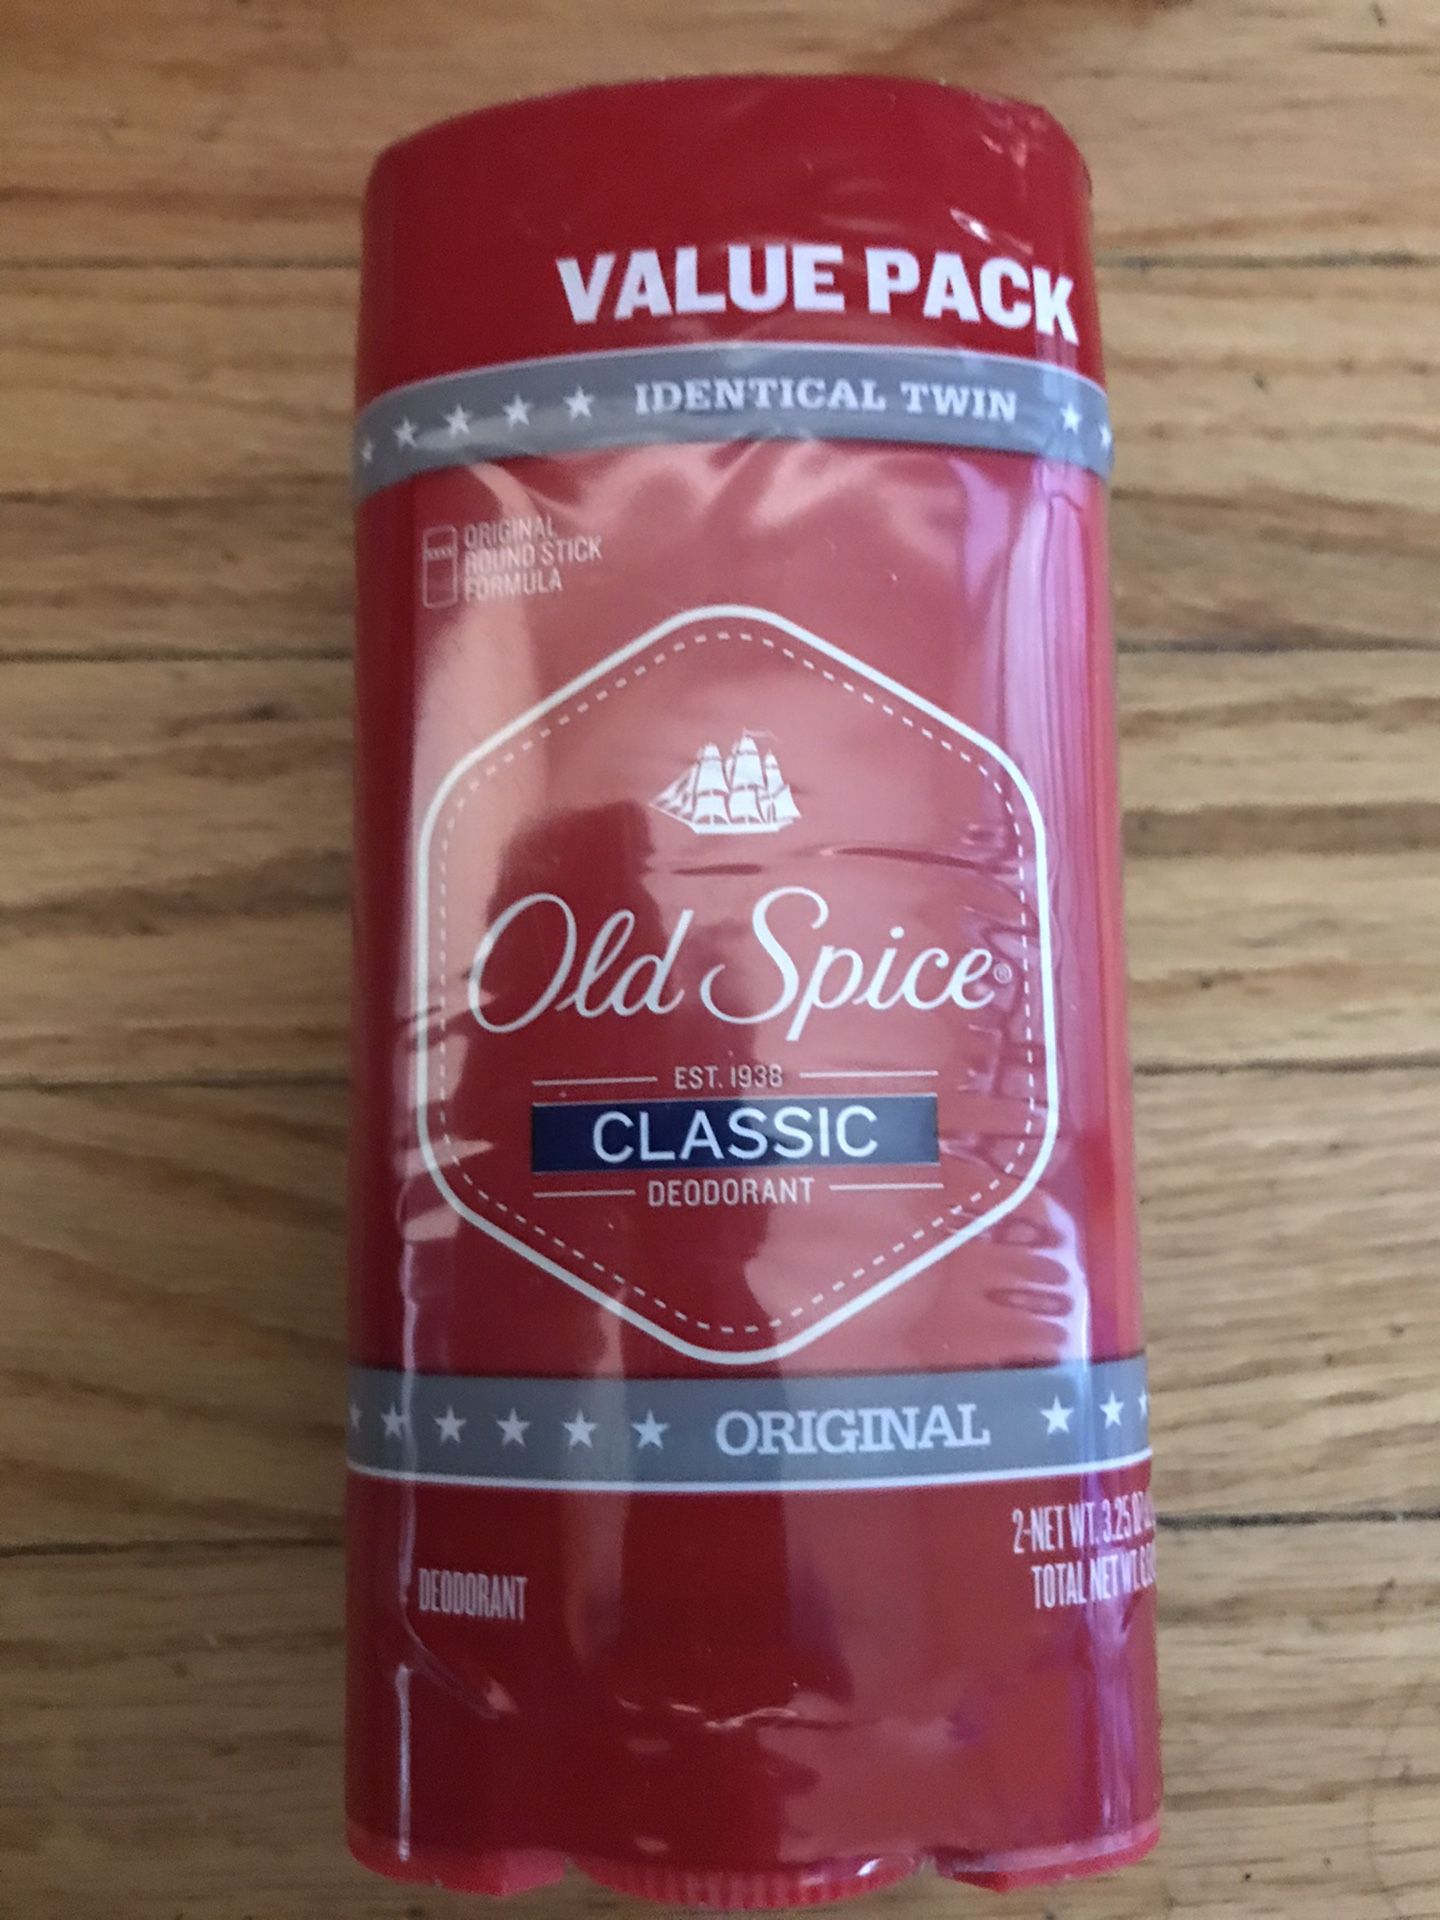 VALUE PACK
IDENTICAL TWIN
ORIGINAL
ROUND STICK
FORMULA
Old Spice®
EST. 1938
CLASSIC
DEODORANT
ORIGINAL
2-NET WT. 3.25 OZ
TOTAL NET WT.
DEODORANT